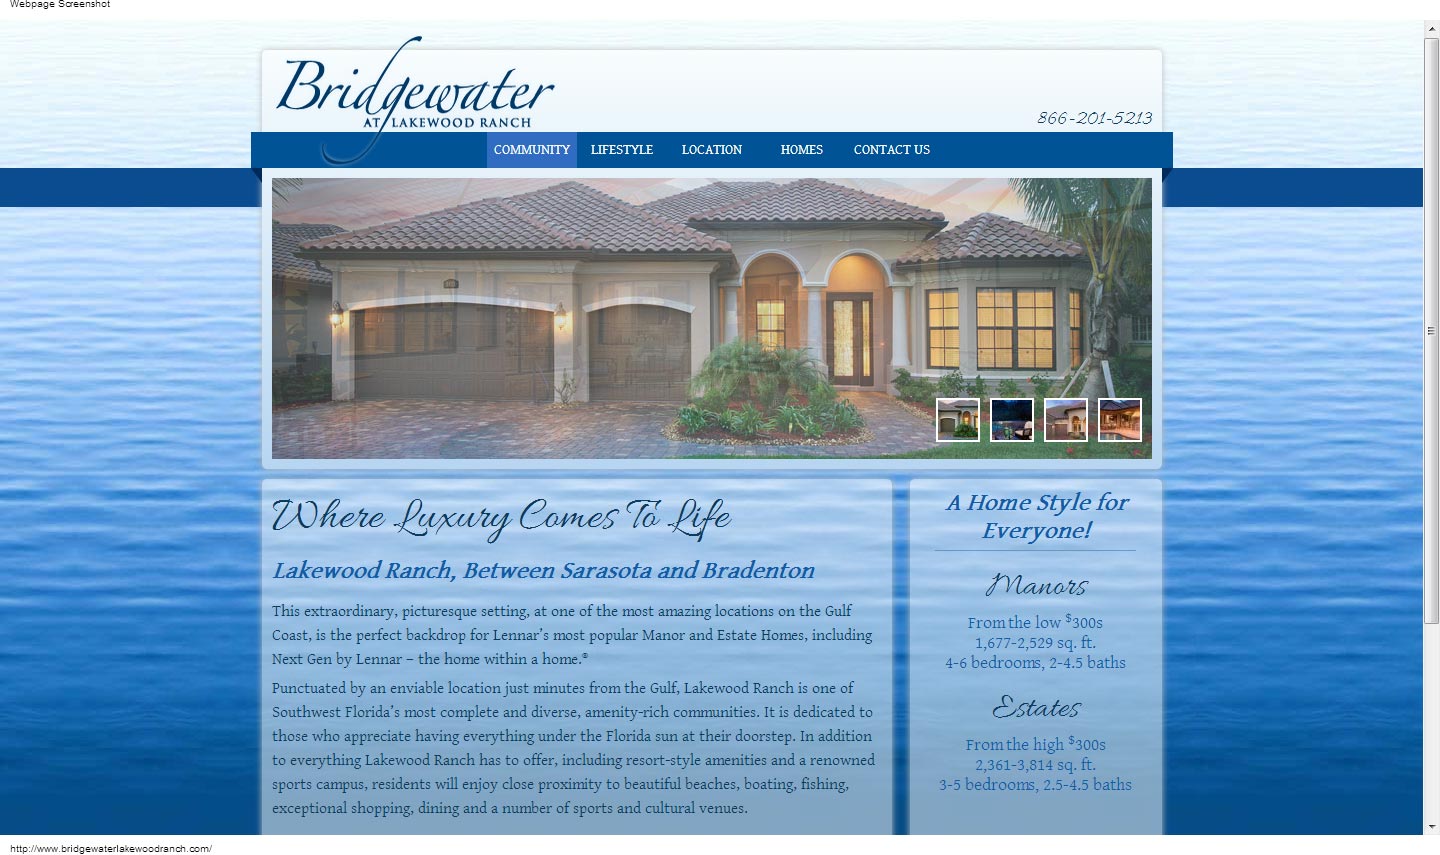 Webpage Screenshot
Bridgewater
AT LAKEWOOD RANCH
866-201-5213
COMMUNITY LIFESTYLE LOCATION HOMES CONTACT US
Where Luxury Comes To Life
Lakewood Ranch, Between Sarasota and Bradenton
This extraordinary, picturesque setting, at one of the most amazing locations on the Gulf
Coast, is the perfect backdrop for Lennar’s most popular Manor and Estate Homes, including
Next Gen by Lennar – the home within a home.®
Punctuated by an enviable location just minutes from the Gulf, Lakewood Ranch is one of
Southwest Florida’s most complete and diverse, amenity-rich communities. It is dedicated to
those who appreciate having everything under the Florida sun at their doorstep. In addition
to everything Lakewood Ranch has to offer, including resort-style amenities and a renowned
sports campus, residents will enjoy close proximity to beautiful beaches, boating, fishing,
exceptional shopping, dining and a number of sports and cultural venues.
A Home Style for
Everyone!
Manors
From the low $300s
1,677-2,529 sq. ft.
4-6 bedrooms, 2-4.5 baths
Estates
From the high $300s
2,361-3,814 sq. ft.
3-5 bedrooms, 2.5-4.5 baths
http://www.bridgewaterlakewoodranch.com/